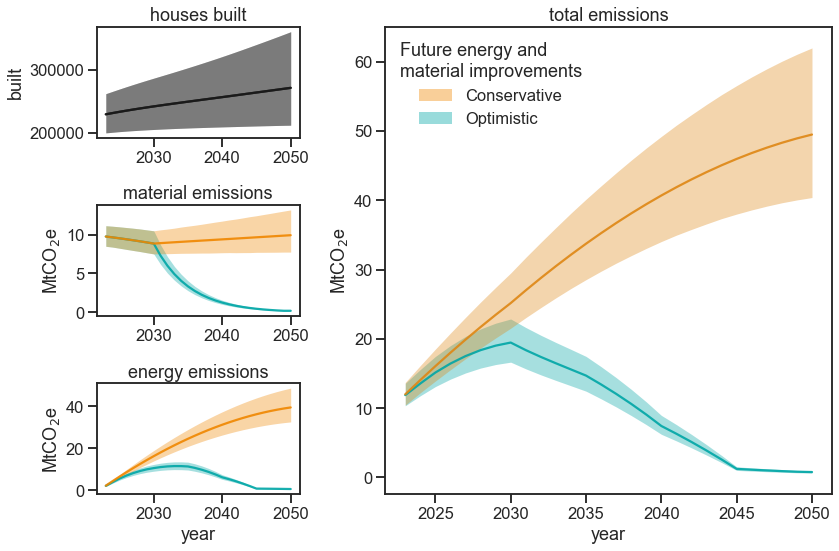 houses built
built
300000
200000
2030 2040 2050
material emissions
MtCO₂e
10
5
0
2030 2040 2050
energy emissions
MtCO₂e
40
20
0
2030 2040 2050
year
total emissions
Future energy and
material improvements
Conservative
Optimistic
MtCO₂e
60
50
40
30
20
10
0
2025 2030 2035 2040 2045 2050
year